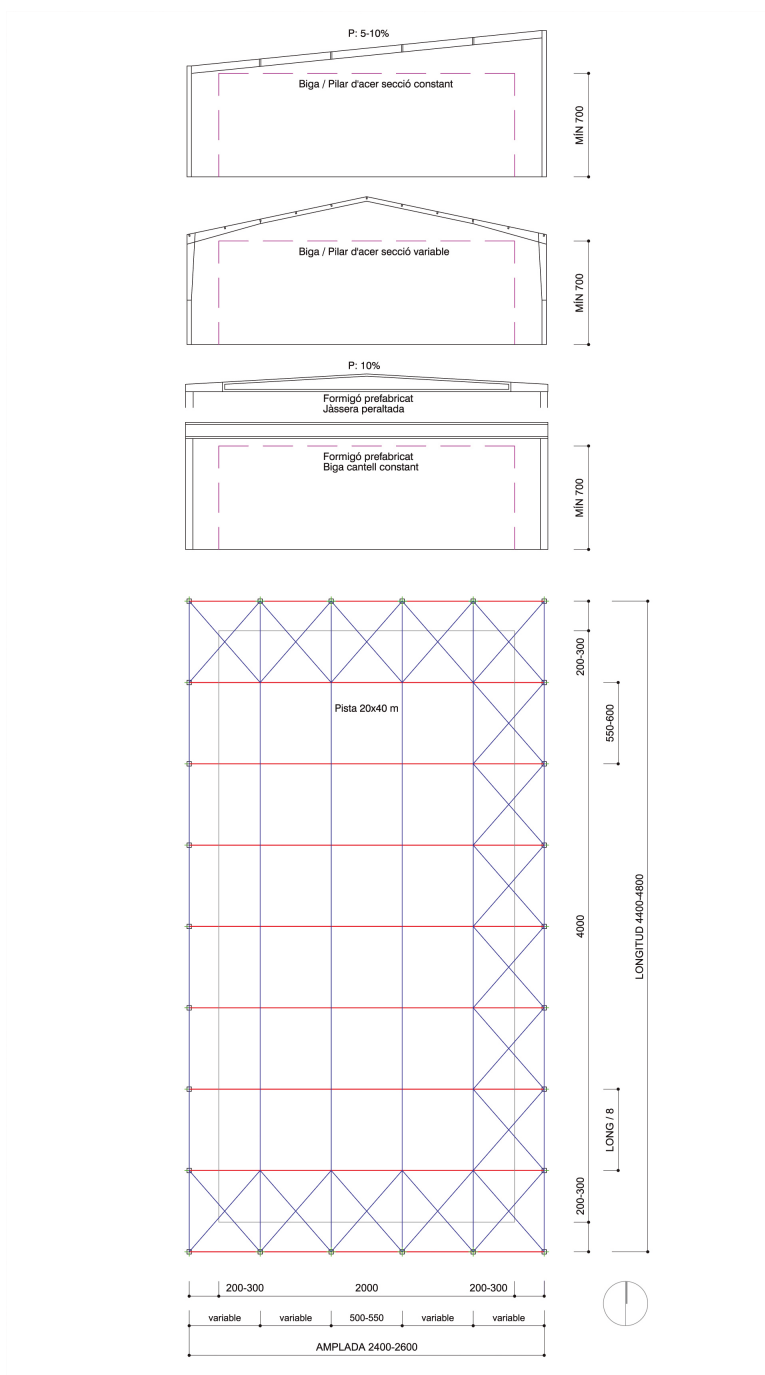 P: 5-10%
Biga / Pilar d'acer secció constant
MÍN 700
Biga / Pilar d'acer secció variable
MÍN 700
P: 10%
Formigó prefabricat
Jàssera peraltada
Formigó prefabricat
Biga cantell constant
MÍN 700
200-300
Pista 20x40 m
550-600
4000
LONGITUD 4400-4800
LONG / 8
200-300
200-300 2000 200-300
variable variable 500-550 variable variable
AMPLADA 2400-2600